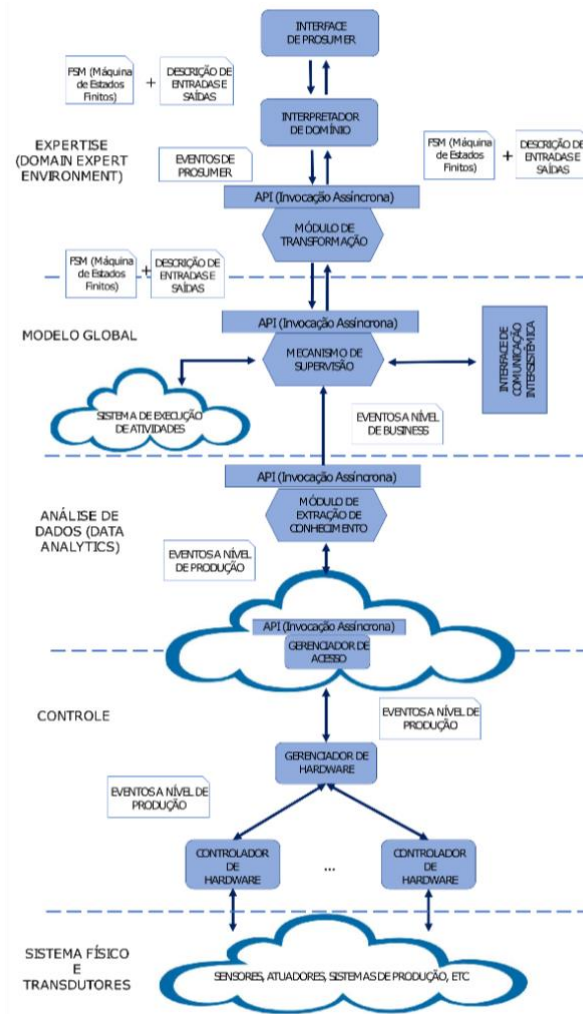 INTERFACE
DE PROSUMER
FSM (Máquina
de Estados
Finitos)
+
DESCRIÇÃO DE
ENTRADAS E
SAÍDAS
INTERPRETADOR
DE DOMÍNIO
EXPERTISE
(DOMAIN EXPERT
ENVIRONMENT)
EVENTOS DE
PROSUMER
FSM (Máquina
de Estados
Finitos)
+
DESCRIÇÃO DE
ENTRADAS E
SAÍDAS
API (Invocação Assíncrona)
MÓDULO DE
TRANSFORMAÇÃO
FSM (Máquina
de Estados
Finitos)
+
DESCRIÇÃO DE
ENTRADAS E
SAÍDAS
API (Invocação Assíncrona)
MODELO GLOBAL
MECANISMO DE
SUPERVISÃO
INTERFACE DE
COMUNICAÇÃO
INTERSISTÊMICA
SISTEMA DE EXECUÇÃO
DE ATIVIDADES
EVENTOS A NÍVEL
DE BUSINESS
API (Invocação Assíncrona)
MÓDULO DE
EXTRAÇÃO DE
CONHECIMENTO
ANÁLISE DE
DADOS (DATA
ANALYTICS)
EVENTOS A NÍVEL
DE PRODUÇÃO
API (Invocação Assíncrona)
GERENCIADOR DE
ACESSO
CONTROLE
EVENTOS A NÍVEL DE
PRODUÇÃO
GERENCIADOR DE
HARDWARE
EVENTOS A NÍVEL DE
PRODUÇÃO
CONTROLADOR
DE
HARDWARE
...
CONTROLADOR
DE
HARDWARE
SISTEMA FÍSICO
E
TRANSDUTORES
SENSORES, ATUADORES, SISTEMAS DE PRODUÇÃO, ETC